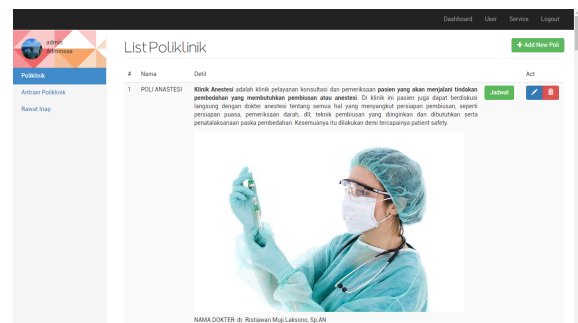 Dashboard User Service Logout
admin
Adminsaa
List Poliklinik
+ Add New Poli
Poliklinik
Antrian Poliklinik
Rawat Inap
# Nama Detil Act
1 POLI ANASTESI
Klinik Anestesi adalah klinik pelayanan konsultasi dan pemeriksaan pasien yang akan menjalani tindakan
pembedahan yang membutuhkan pembiusan atau anestesi. Di klinik ini pasien juga dapat berdiskusi
langsung dengan dokter anestesi tentang semua hal yang menyangkut persiapan pembiusan, seperti
persiapan puasa, pemeriksaan darah, dll, teknik pembiusan yang diinginkan dan dibutuhkan serta
penatalaksanaan paska pembedahan. Kesemuanya itu dilakukan demi tercapainya patient safety.
Jadwal
NAMA DOKTER: dr. Ristiawan Muji Laksono, Sp.AN